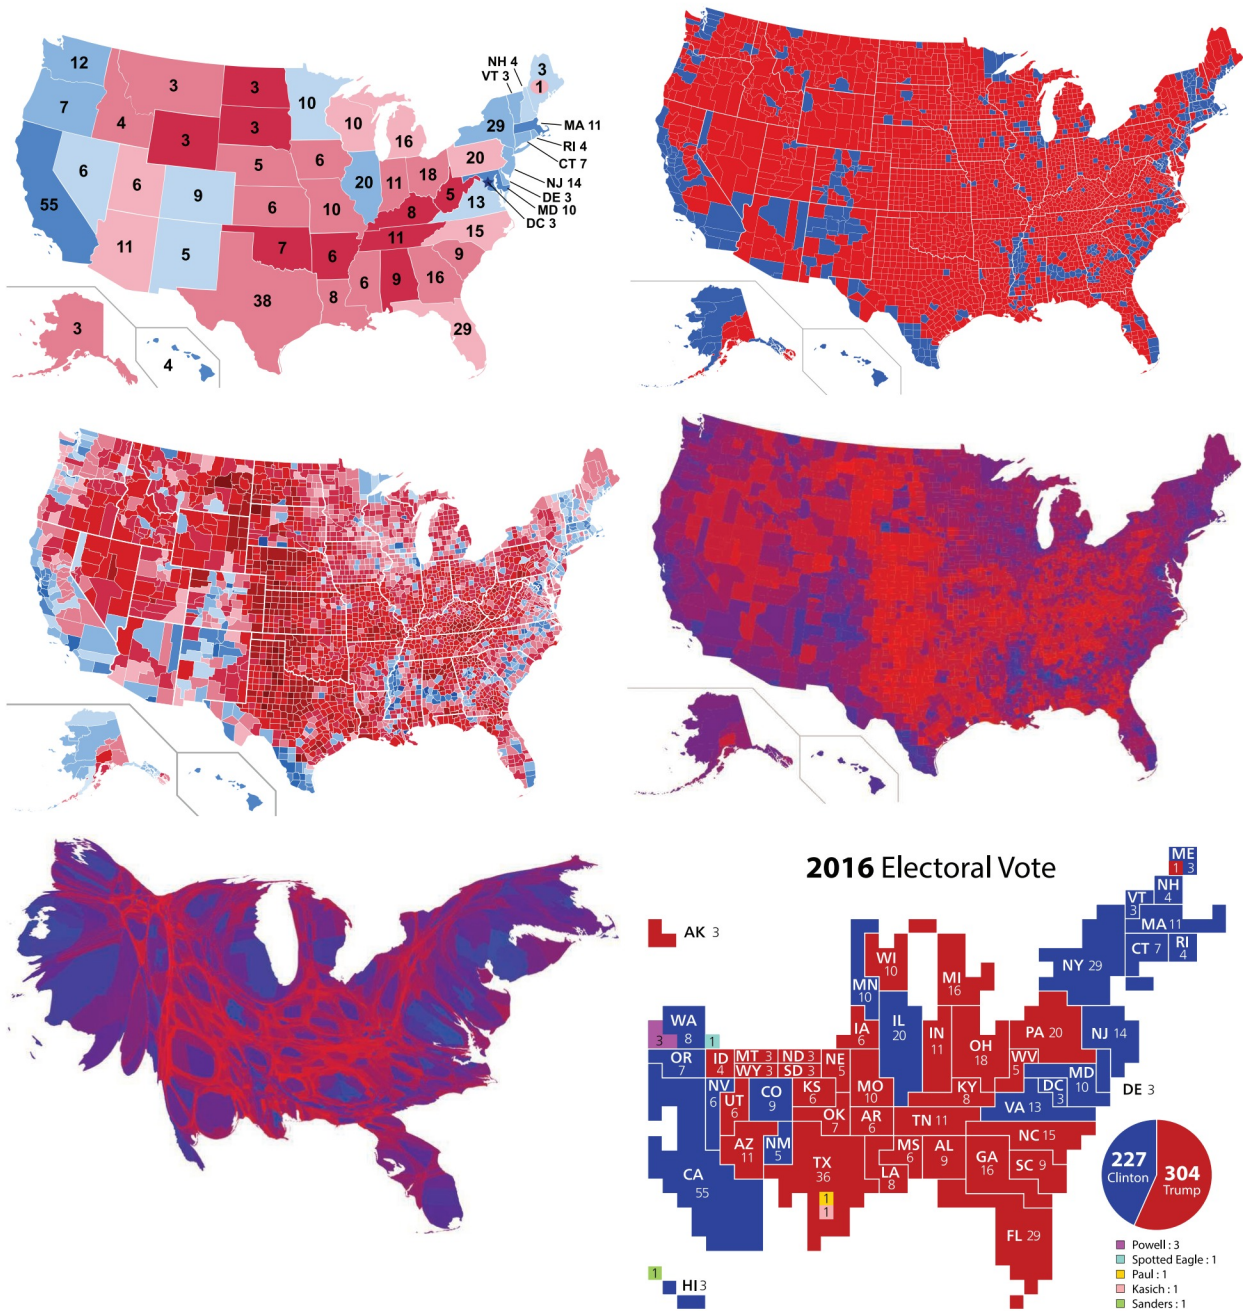 12
3
3
10
NH 4
VT 3
3
1
7
4
3
3
10
16
29
MA 11
RI 4
CT 7
6
6
9
5
6
20
11
18
20
NJ 14
DE 3
MD 10
DC 3
55
6
10
8
5
13
11
5
7
6
11
15
9
38
8
6
9
16
29
3
4
2016 Electoral Vote
ME
1 3
NH
4
VT
3
MA 11
CT 7
RI
4
NY 29
AK 3
WI
10
MI
16
MN
10
WA
3 8
1
IA
6
IL
20
IN
11
OH
18
PA 20
NJ 14
OR
7
ID
4
MT 3
ND 3
WY 3
SD 3
NE
5
WV
5
MD
10
DE 3
NV
6
UT
6
CO
9
KS
6
MO
10
KY
8
DC
3
VA 13
OK
7
AR
6
TN 11
NC 15
AZ
11
NM
5
TX
36
1
1
MS
6
AL
9
GA
16
SC 9
LA
8
CA
55
FL 29
1
HI 3
227
Clinton
304
Trump
Powell : 3
Spotted Eagle : 1
Paul : 1
Kasich : 1
Sanders : 1